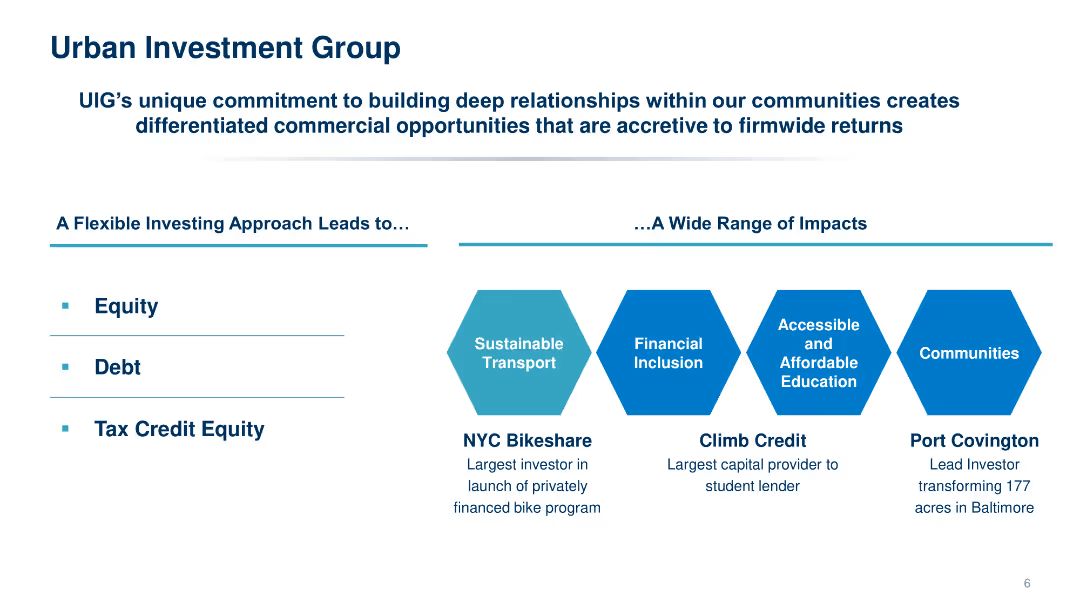 Urban Investment Group
UIG’s unique commitment to building deep relationships within our communities creates
differentiated commercial opportunities that are accretive to firmwide returns
A Flexible Investing Approach Leads to…
▪ Equity
▪ Debt
▪ Tax Credit Equity
…A Wide Range of Impacts
Sustainable
Transport
Financial
Inclusion
Accessible
and
Affordable
Education
Communities
NYC Bikeshare
Largest investor in
launch of privately
financed bike program
Climb Credit
Largest capital provider to
student lender
Port Covington
Lead Investor
transforming 177
acres in Baltimore
6